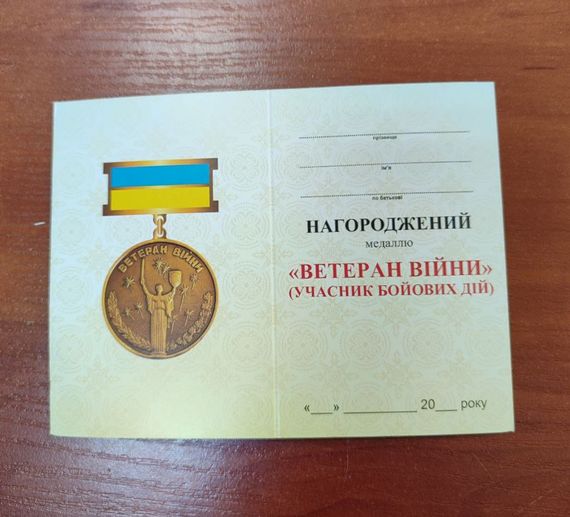 ВЕТЕРАН ВІЙНИ
прізвище
ім'я
по батькові
НАГОРОДЖЕНИЙ
медаллю
«ВЕТЕРАН ВІЙНИ»
(УЧАСНИК БОЙОВИХ ДІЙ)
«___» __________ 20___ року